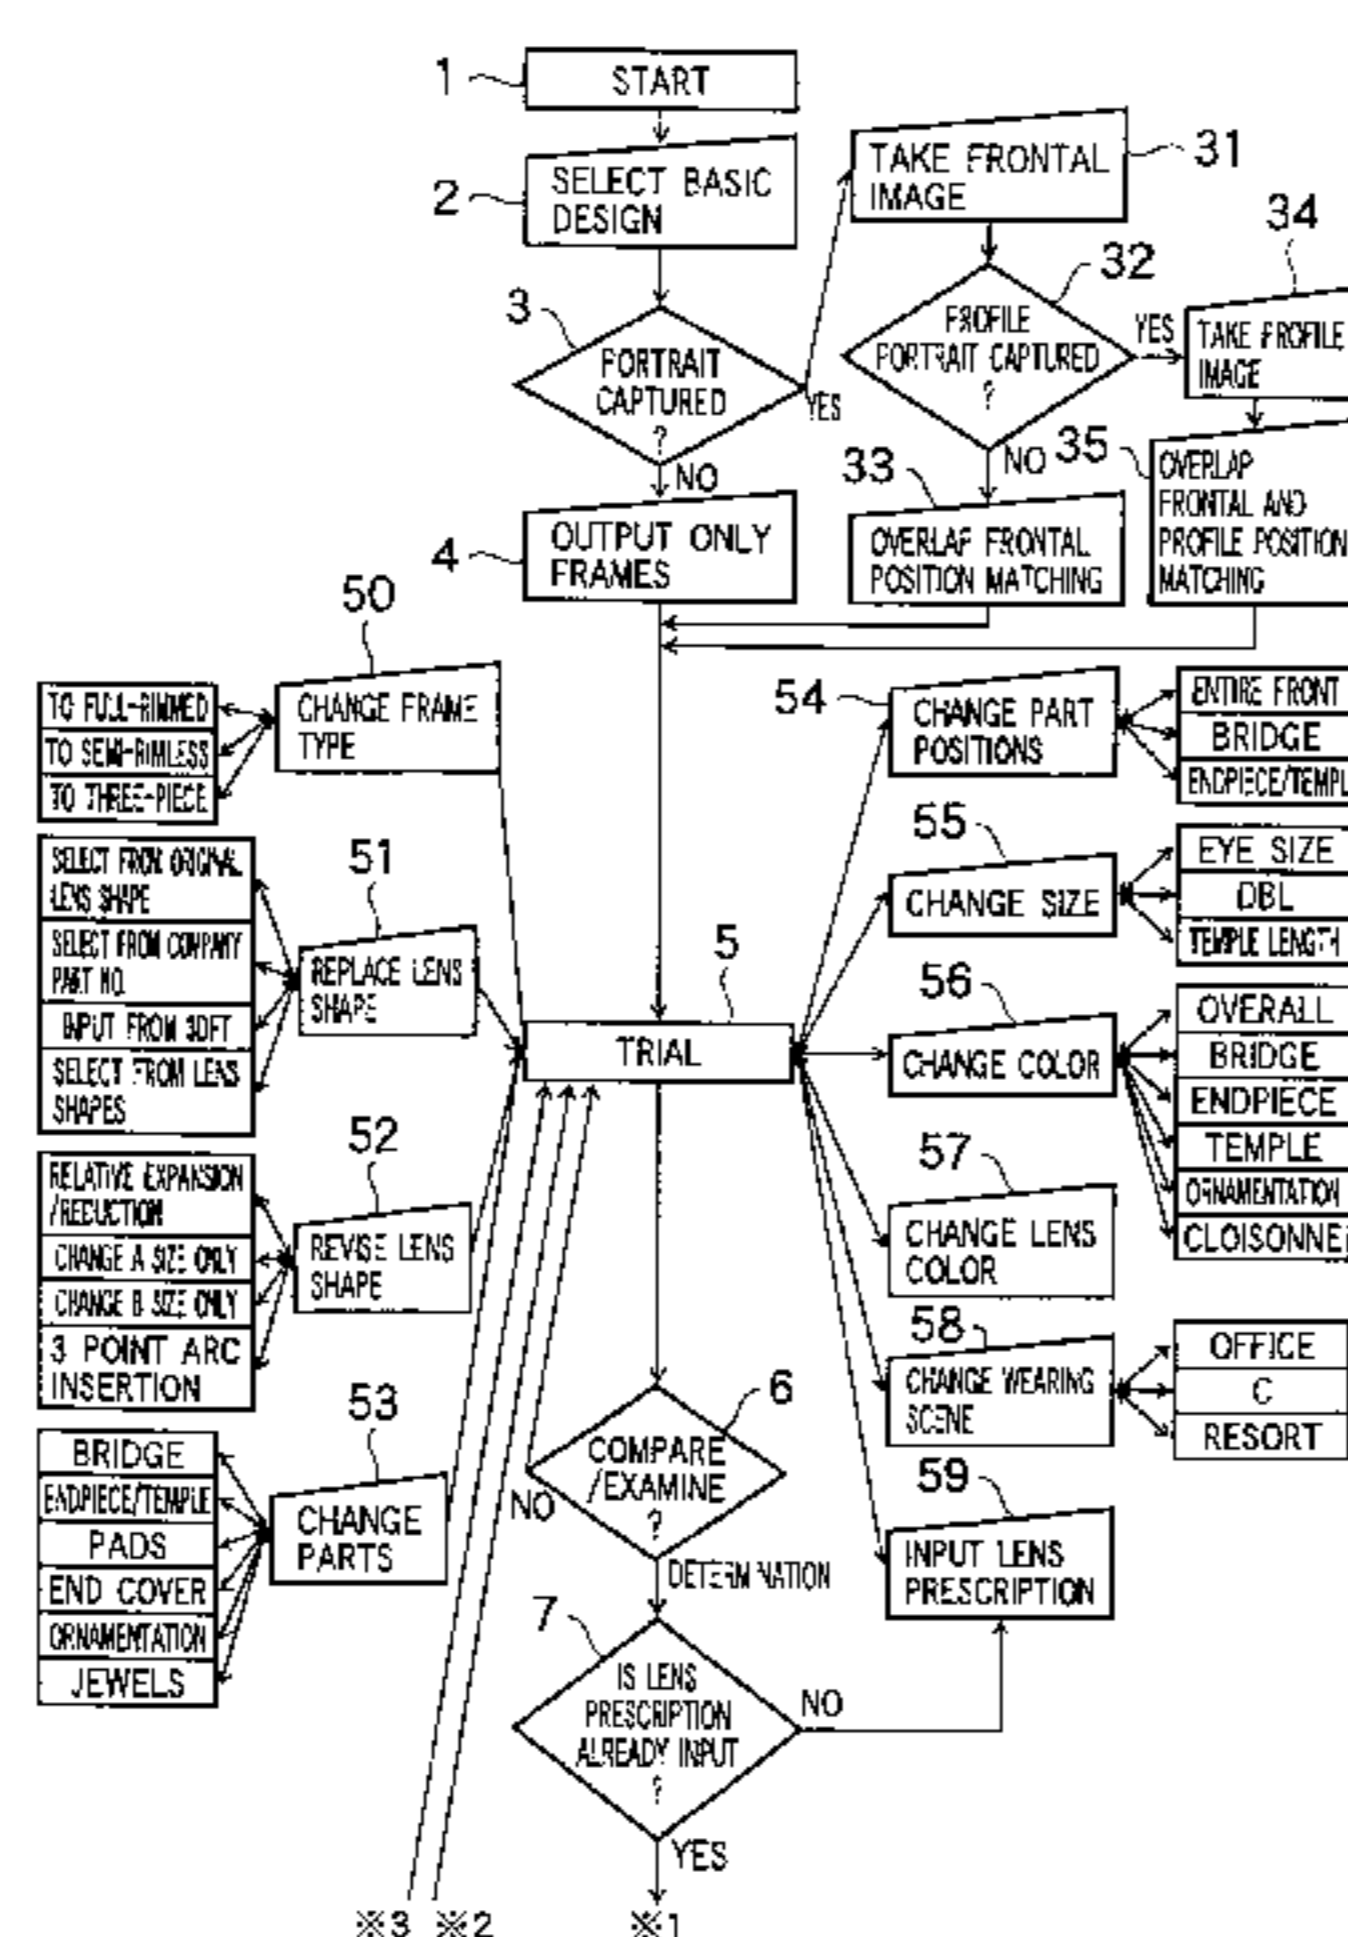 1
START
2
SELECT BASIC
DESIGN
3
PORTRAIT
CAPTURED
?
YES
NO
4
OUTPUT ONLY
FRAMES
31
TAKE FRONTAL
IMAGE
32
PROFILE
PORTRAIT CAPTURED
?
YES
NO
34
TAKE PROFILE
IMAGE
33
OVERLAP FRONTAL
POSITION MATCHING
35
OVERLAP
FRONTAL AND
PROFILE POSITION
MATCHING
50
CHANGE FRAME
TYPE
TO FULL-RIMMED
TO SEMI-RIMLESS
TO THREE-PIECE
51
REPLACE LENS
SHAPE
SELECT FROM ORIGINAL
LENS SHAPE
SELECT FROM COMPANY
PART NO.
INPUT FROM 3DFT
SELECT FROM LENS
SHAPES
52
REVISE LENS
SHAPE
RELATIVE EXPANSION
/REDUCTION
CHANGE A SIZE ONLY
CHANGE B SIZE ONLY
3 POINT ARC
INSERTION
53
CHANGE
PARTS
BRIDGE
ENDPIECE/TEMPLE
PADS
END COVER
ORNAMENTATION
JEWELS
5
TRIAL
54
CHANGE PART
POSITIONS
ENTIRE FRONT
BRIDGE
ENDPIECE/TEMPL
55
CHANGE SIZE
EYE SIZE
DBL
TEMPLE LENGTH
56
CHANGE COLOR
OVERALL
BRIDGE
ENDPIECE
TEMPLE
ORNAMENTATION
CLOISONNE
57
CHANGE LENS
COLOR
58
CHANGE WEARING
SCENE
OFFICE
C
RESORT
59
INPUT LENS
PRESCRIPTION
6
COMPARE
/EXAMINE
?
NO
DETERMINATION
7
IS LENS
PRESCRIPTION
ALREADY INPUT
?
NO
YES
※3 ※2 ※1